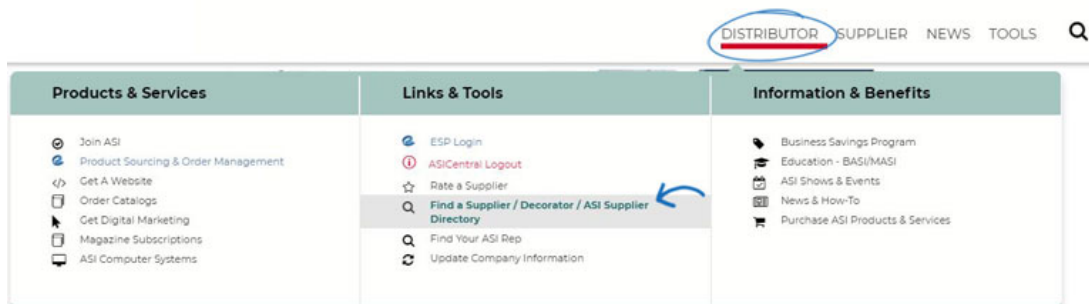 DISTRIBUTOR SUPPLIER NEWS TOOLS
Products & Services
Join ASI
Product Sourcing & Order Management
Get A Website
Order Catalogs
Get Digital Marketing
Magazine Subscriptions
ASI Computer Systems
Links & Tools
ESP Login
ASICentral Logout
Rate a Supplier
Find a Supplier / Decorator / ASI Supplier
Directory
Find Your ASI Rep
Update Company Information
Information & Benefits
Business Savings Program
Education - BASI/MASI
ASI Shows & Events
News & How-To
Purchase ASI Products & Services